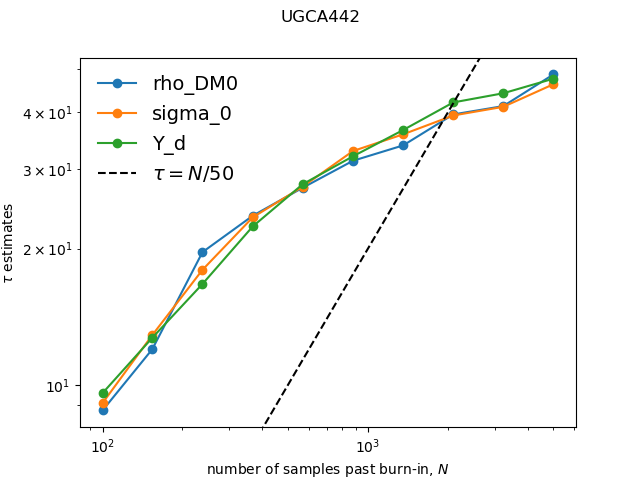 UGCA442
rho_DM0
sigma_0
Y_d
τ = N/50
4 × 10¹
3 × 10¹
2 × 10¹
10¹
τ estimates
10² 10³
number of samples past burn-in, N